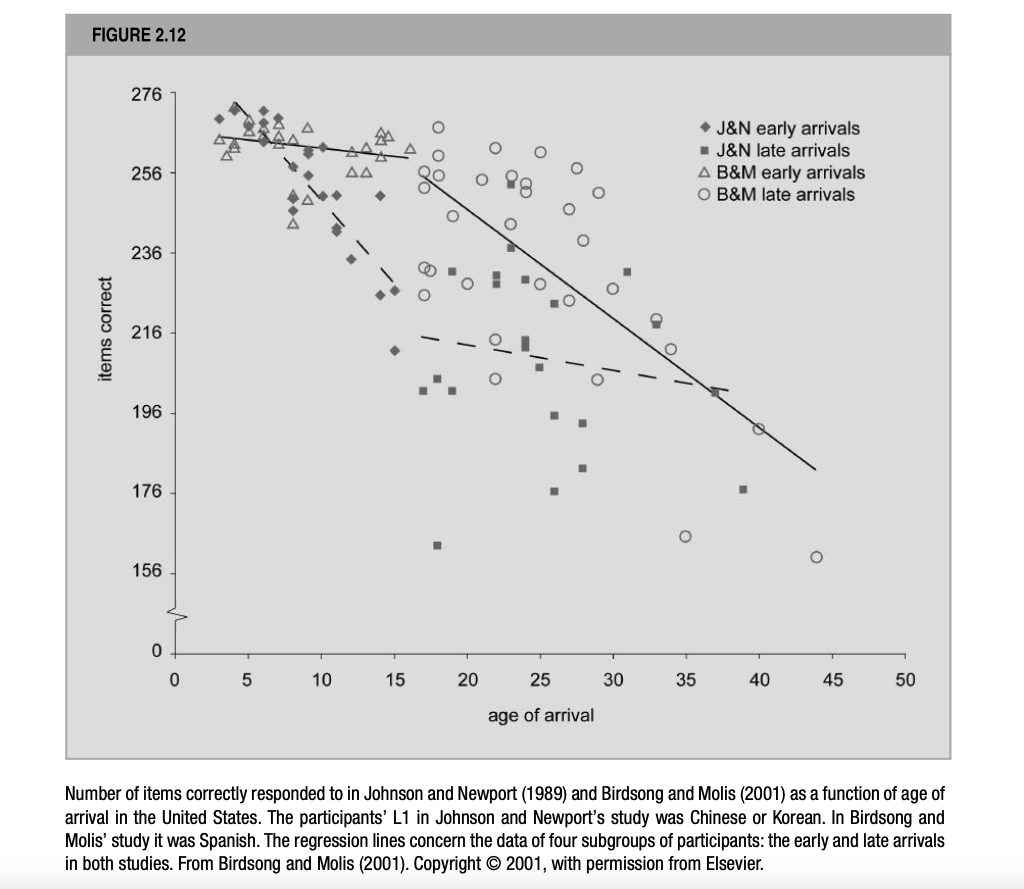 FIGURE 2.12
276
256
236
216
196
176
156
0
items correct
0 5 10 15 20 25 30 35 40 45 50
age of arrival
J&N early arrivals
J&N late arrivals
B&M early arrivals
B&M late arrivals
Number of items correctly responded to in Johnson and Newport (1989) and Birdsong and Molis (2001) as a function of age of
arrival in the United States. The participants' L1 in Johnson and Newport's study was Chinese or Korean. In Birdsong and
Molis' study it was Spanish. The regression lines concern the data of four subgroups of participants: the early and late arrivals
in both studies. From Birdsong and Molis (2001). Copyright © 2001, with permission from Elsevier.